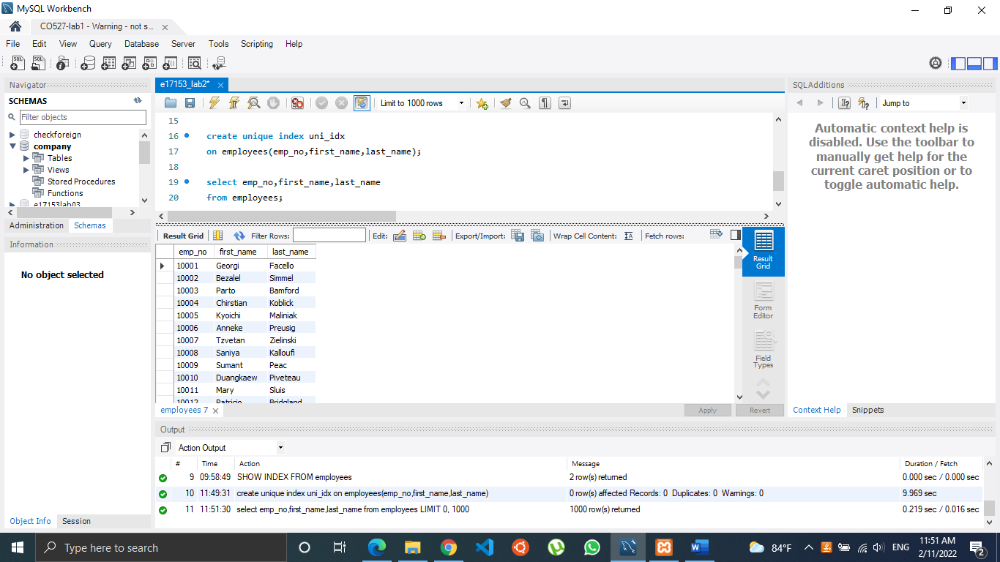 MySQL Workbench
CO527-lab1 - Warning - not s...
File Edit View Query Database Server Tools Scripting Help
Navigator
SCHEMAS
Filter objects
checkforeign
company
Tables
Views
Stored Procedures
Functions
e17153lab03
Administration Schemas
Information
No object selected
Object Info Session
e17153_lab2*
Limit to 1000 rows
15
16 create unique index uni_idx
17 on employees(emp_no,first_name,last_name);
18
19 select emp_no,first_name,last_name
20 from employees;
Result Grid Filter Rows: Edit: Export/Import: Wrap Cell Content: Fetch rows:
emp_no first_name last_name
10001 Georgi Facello
10002 Bezalel Simmel
10003 Parto Bamford
10004 Chirstian Koblick
10005 Kyoichi Maliniak
10006 Anneke Preusig
10007 Tzvetan Zielinski
10008 Saniya Kalloufi
10009 Sumant Peac
10010 Duangkaew Piveteau
10011 Mary Sluis
10012 Patricio Bridgland
Result
Grid
Form
Editor
Field
Types
employees 7
Apply Revert
SQLAdditions
Jump to
Automatic context help is
disabled. Use the toolbar to
manually get help for the
current caret position or to
toggle automatic help.
Context Help Snippets
Output
Action Output
# Time Action Message Duration / Fetch
9 09:58:49 SHOW INDEX FROM employees 2 row(s) returned 0.000 sec / 0.000 sec
10 11:49:31 create unique index uni_idx on employees(emp_no,first_name,last_name) 0 row(s) affected Records: 0 Duplicates: 0 Warnings: 0 9.969 sec
11 11:51:30 select emp_no,first_name,last_name from employees LIMIT 0, 1000 1000 row(s) returned 0.219 sec / 0.016 sec
Type here to search
84°F
ENG
11:51 AM
2/11/2022
2